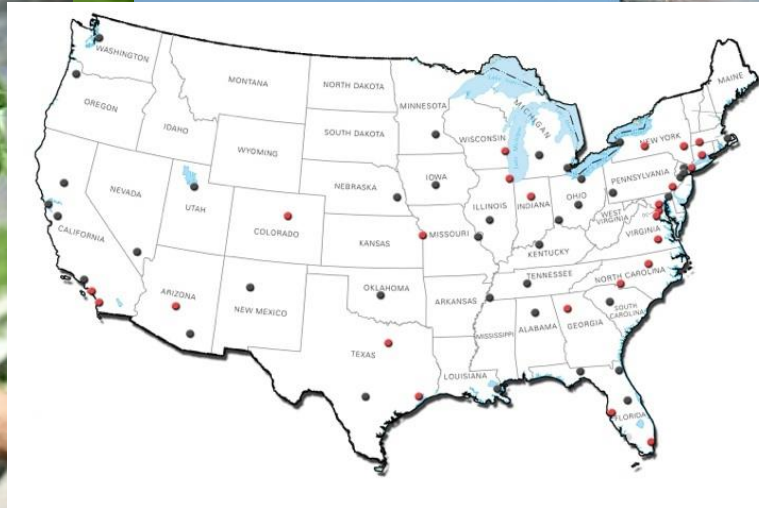 WASHINGTON
MAINE
MONTANA
NORTH DAKOTA
MINNESOTA
MICHIGAN
OREGON
IDAHO
SOUTH DAKOTA
WISCONSIN
NEW YORK
WYOMING
IOWA
PENNSYLVANIA
NEBRASKA
NEVADA
UTAH
ILLINOIS
INDIANA
OHIO
WEST
VIRGINIA
COLORADO
CALIFORNIA
KANSAS
MISSOURI
VIRGINIA
KENTUCKY
NORTH CAROLINA
TENNESSEE
ARIZONA
OKLAHOMA
NEW MEXICO
ARKANSAS
SOUTH
CAROLINA
MISSISSIPPI
ALABAMA
GEORGIA
TEXAS
LOUISIANA
FLORIDA